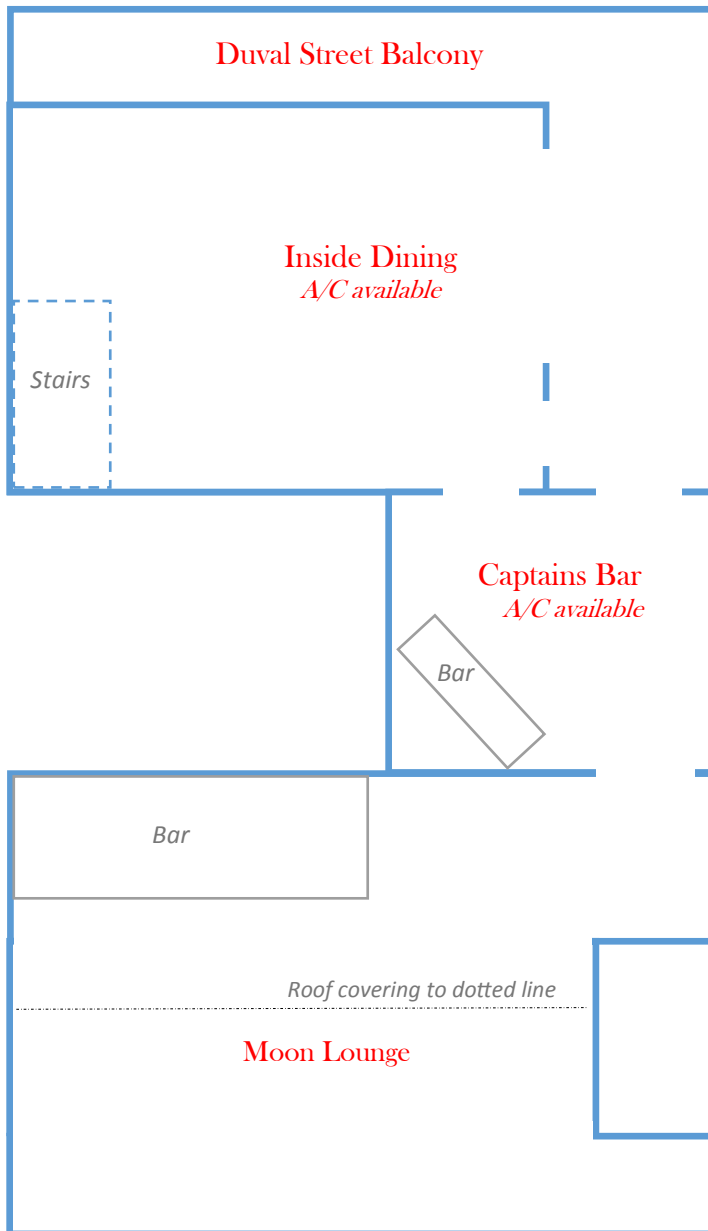 Duval Street Balcony
Inside Dining
A/C available
Stairs
Captains Bar
A/C available
Bar
Bar
Roof covering to dotted line
Moon Lounge